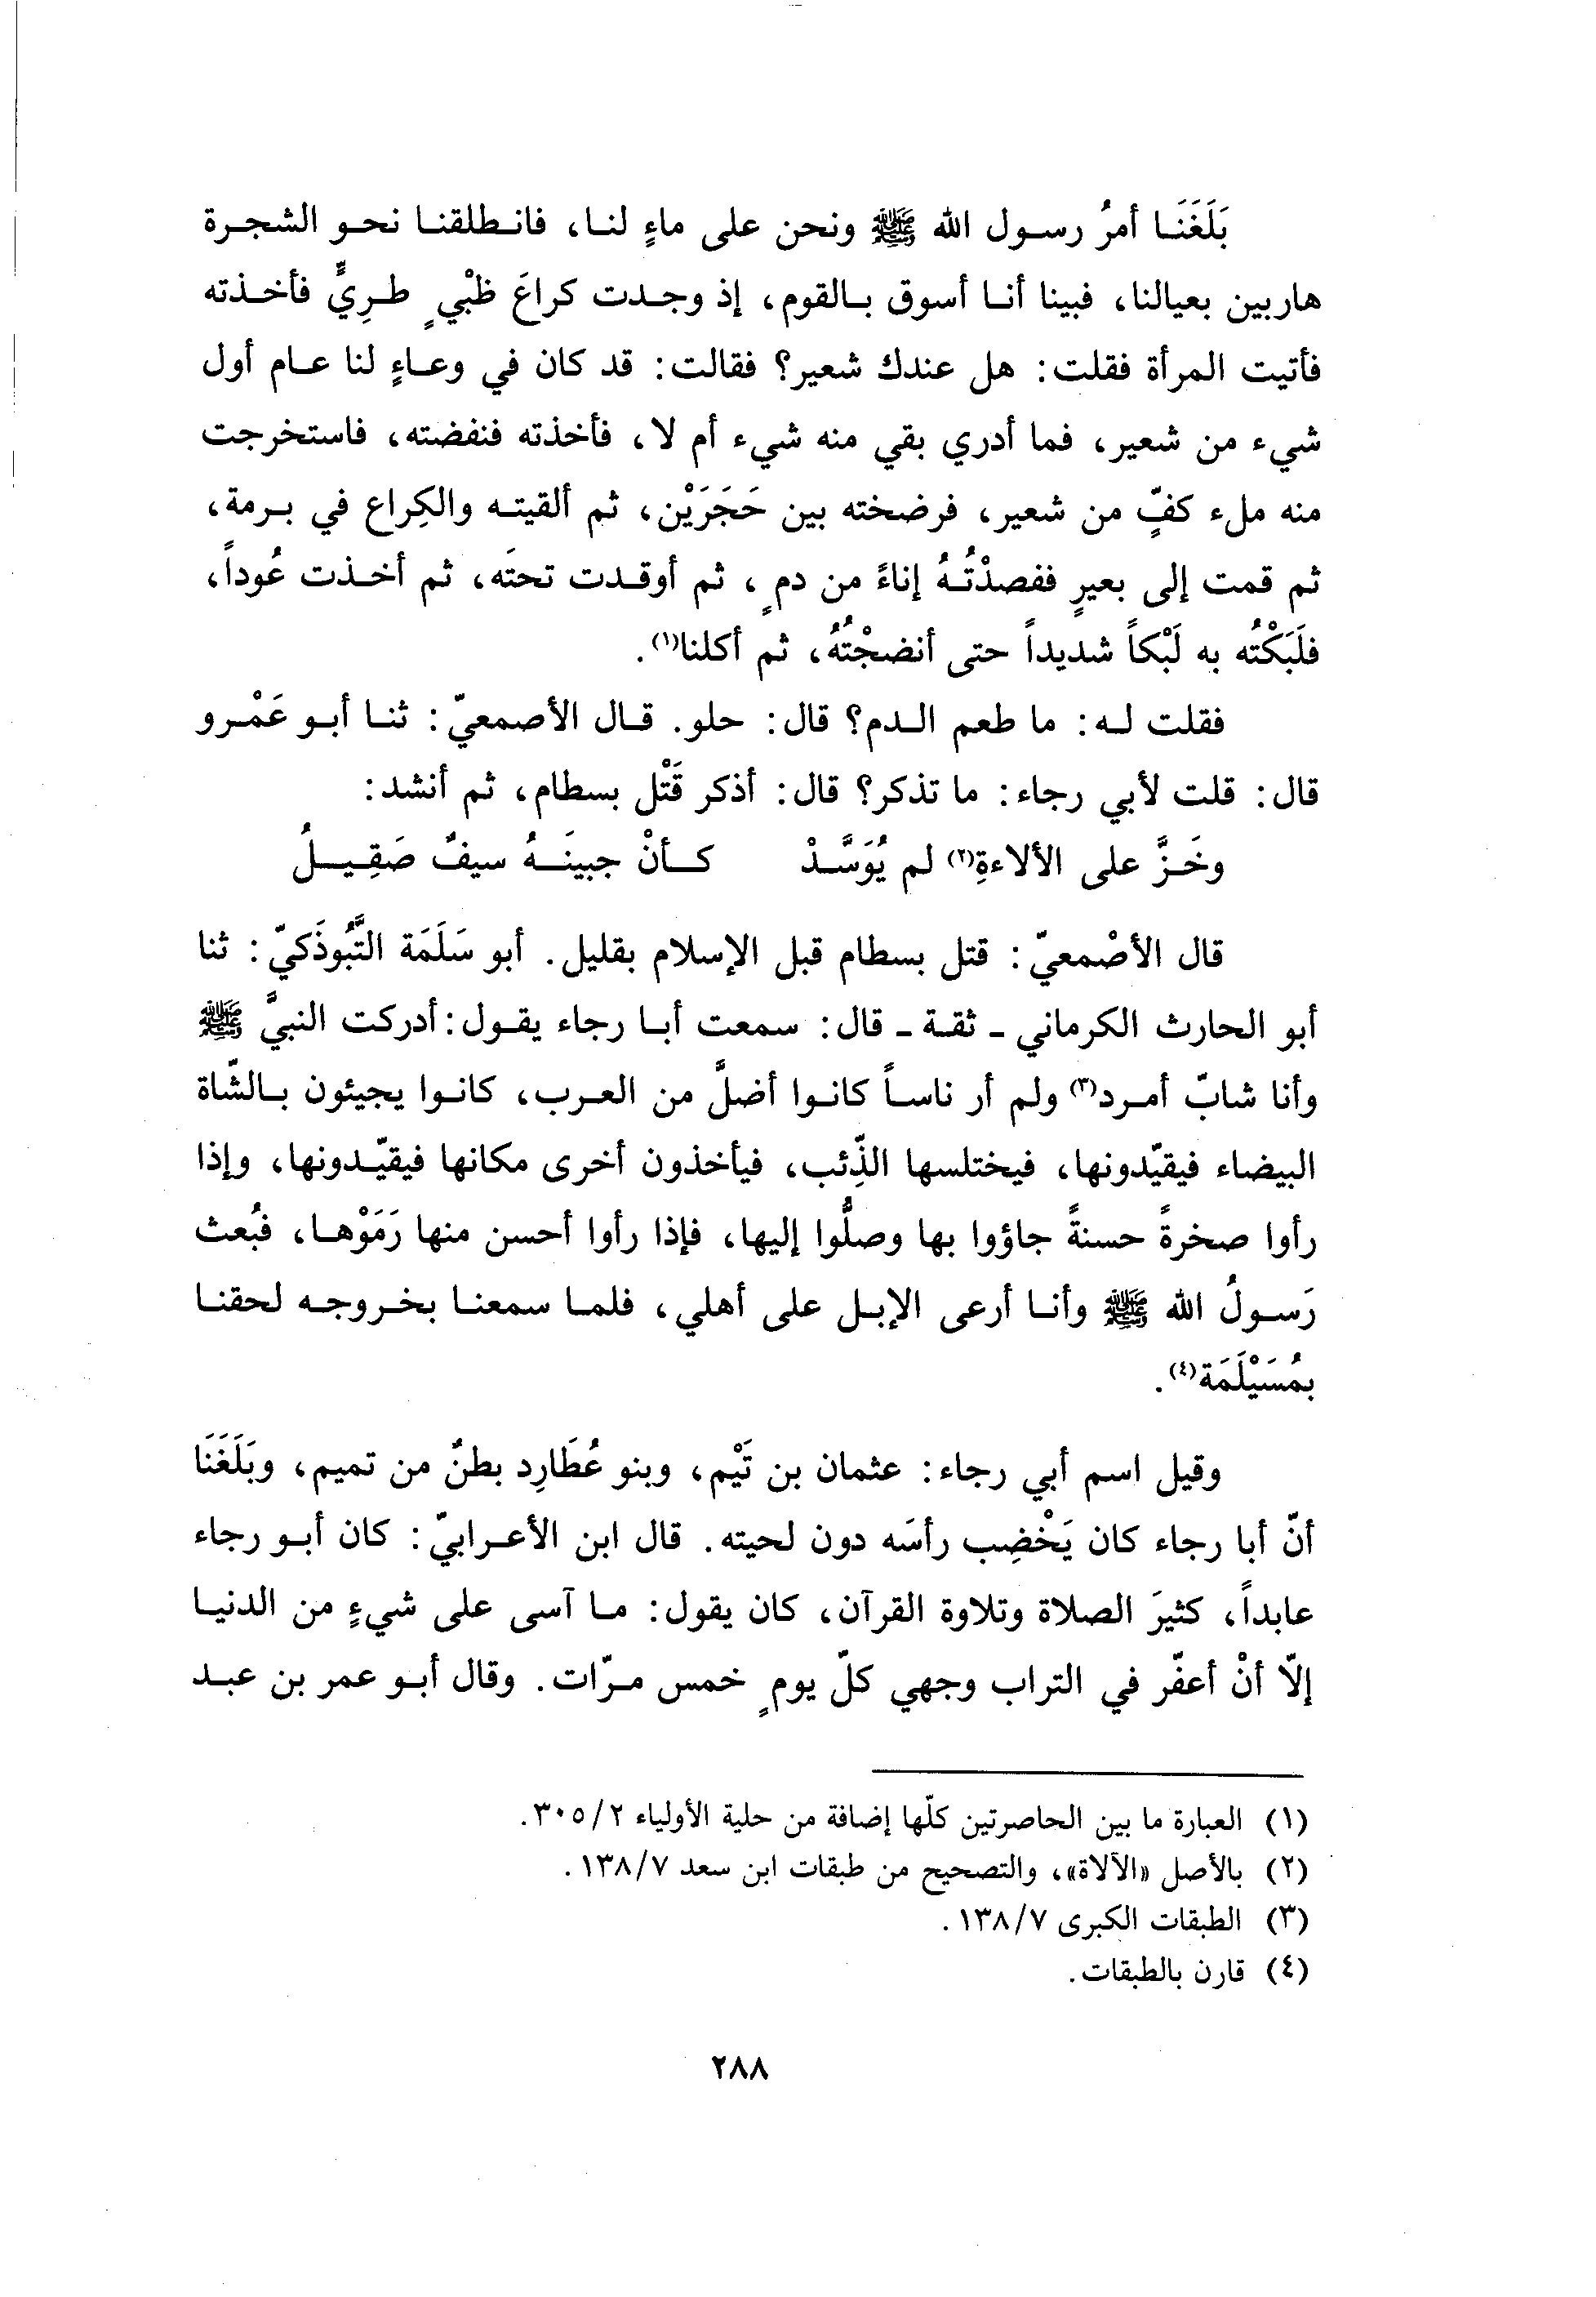 بَلَغَنَا أمرُ رسول الله ﷺ ونحن على ماءٍ لنا، فانطلقنا نحو الشجرة
هاربين بعيالنا، فبينا أنا أسوق بالقوم، إذ وجدت كراعَ ظبْيٍ طرِيٍّ فأخذته
فأتيت المرأة فقلت: هل عندك شعير؟ فقالت: قد كان في وعاءٍ لنا عام أول
شيء من شعير، فما أدري بقي منه شيء أم لا، فأخذته فنفضته، فاستخرجت
منه ملء كفٍّ من شعير، فرضخته بين حَجَرَيْن، ثم ألقيته والكِراع في برمة،
ثم قمت إلى بعيرٍ ففصدْتُهُ إناءً من دمٍ، ثم أوقدت تحتَه، ثم أخذت عُوداً،
فلَبَكْتُه به لَبْكاً شديداً حتى أنضجْتُهُ، ثم أكلنا(١).
فقلت له: ما طعم الدم؟ قال: حلو. قال الأصمعيّ: ثنا أبو عَمْرو
قال: قلت لأبي رجاء: ما تذكر؟ قال: أذكر قَتْل بسطام، ثم أنشد:
وخَرَّ على الألاءةِ(٢) لم يُوَسَّدْ كأنْ جبينَهُ سيفٌ صَقِيلُ
قال الأصْمعيّ: قتل بسطام قبل الإسلام بقليل. أبو سَلَمَة التَّبُوذَكيّ: ثنا
أبو الحارث الكرماني ـ ثقة ـ قال: سمعت أبا رجاء يقول: أدركت النبيَّ ﷺ
وأنا شابّ أمرد(٣) ولم أر ناساً كانوا أضلَّ من العرب، كانوا يجيئون بالشّاة
البيضاء فيقيّدونها، فيختلسها الذّئب، فيأخذون أخرى مكانها فيقيّدونها، وإذا
رأوا صخرةً حسنةً جاؤوا بها وصلُّوا إليها، فإذا رأوا أحسن منها رَمَوْها، فبُعث
رَسولُ الله ﷺ وأنا أرعى الإبل على أهلي، فلما سمعنا بخروجه لحقنا
بمُسَيْلَمَة(٤).
وقيل اسم أبي رجاء: عثمان بن تَيْم، وبنو عُطَارِد بطنٌ من تميم، وبَلَغَنَا
أنّ أبا رجاء كان يَخْضِب رأسَه دون لحيته. قال ابن الأعرابيّ: كان أبو رجاء
عابداً، كثيرَ الصلاة وتلاوة القرآن، كان يقول: ما آسى على شيءٍ من الدنيا
إلّا أنْ أعفّر في التراب وجهي كلّ يومٍ خمس مرّات. وقال أبو عمر بن عبد
(١) العبارة ما بين الحاصرتين كلّها إضافة من حلية الأولياء ٣٠٥/٢.
(٢) بالأصل «الآلاة»، والتصحيح من طبقات ابن سعد ١٣٨/٧.
(٣) الطبقات الكبرى ١٣٨/٧.
(٤) قارن بالطبقات.
٢٨٨